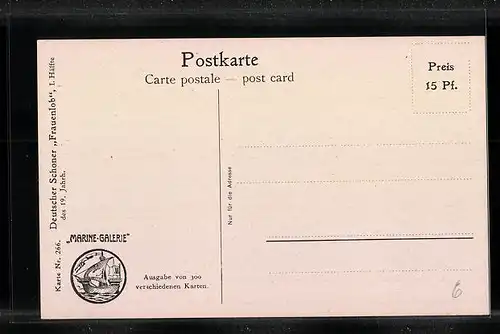 Postkarte
Carte postale — post card
Preis
15 Pf.
Karte Nr. 266. Deutscher Schoner „Frauenlob", I. Hälfte
des 19. Jahrh.
Nur für die Adresse
„MARINE-GALERIE"
Ausgabe von 300
verschiedenen Karten.
6